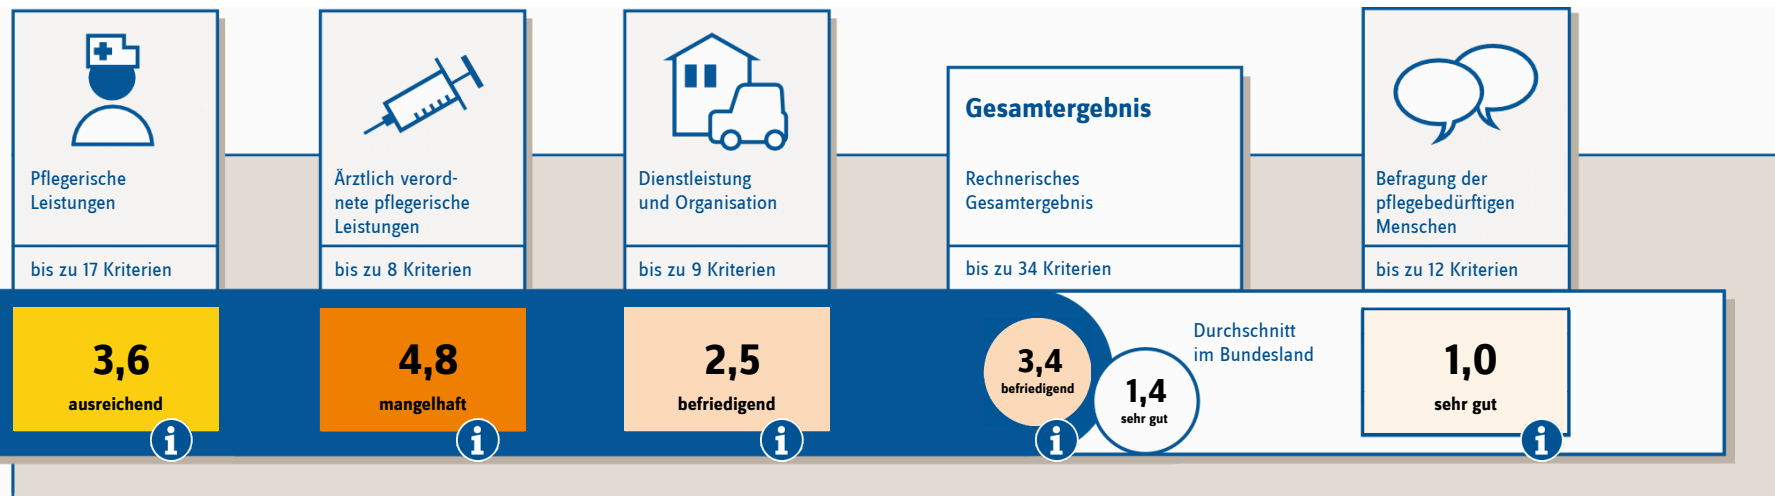 Pflegerische
Leistungen
bis zu 17 Kriterien
3,6
ausreichend
i
Ärztlich verord-
nete pflegerische
Leistungen
bis zu 8 Kriterien
4,8
mangelhaft
i
Dienstleistung
und Organisation
bis zu 9 Kriterien
2,5
befriedigend
i
Gesamtergebnis
Rechnerisches
Gesamtergebnis
bis zu 34 Kriterien
3,4
befriedigend
i
Durchschnitt
im Bundesland
1,4
sehr gut
Befragung der
pflegebedürftigen
Menschen
bis zu 12 Kriterien
1,0
sehr gut
i